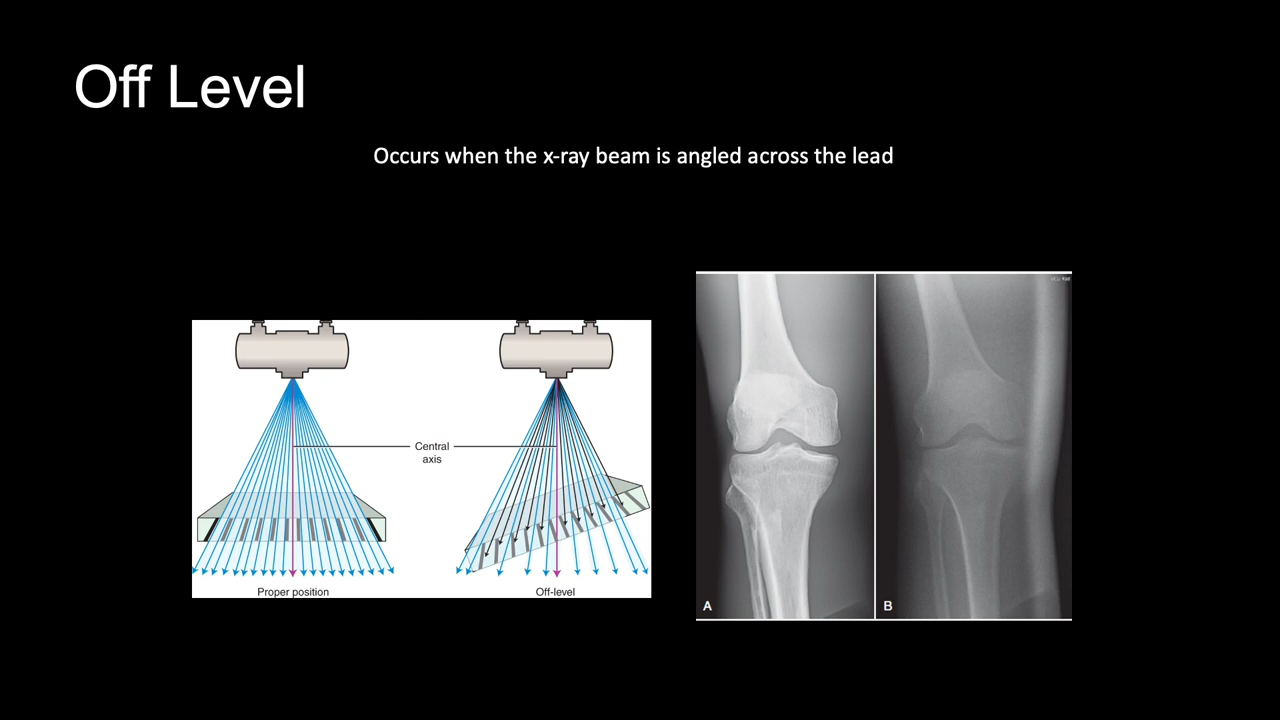 Off Level
Occurs when the x-ray beam is angled across the lead
Central
axis
Proper position
Off-level
A
B